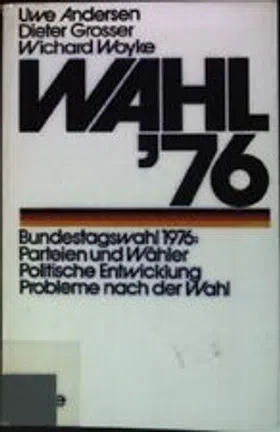 Uwe Andersen
Dieter Grosser
Wichard Woyke
WAHL
'76
Bundestagswahl 1976:
Parteien und Wähler
Politische Entwicklung
Probleme nach der Wahl